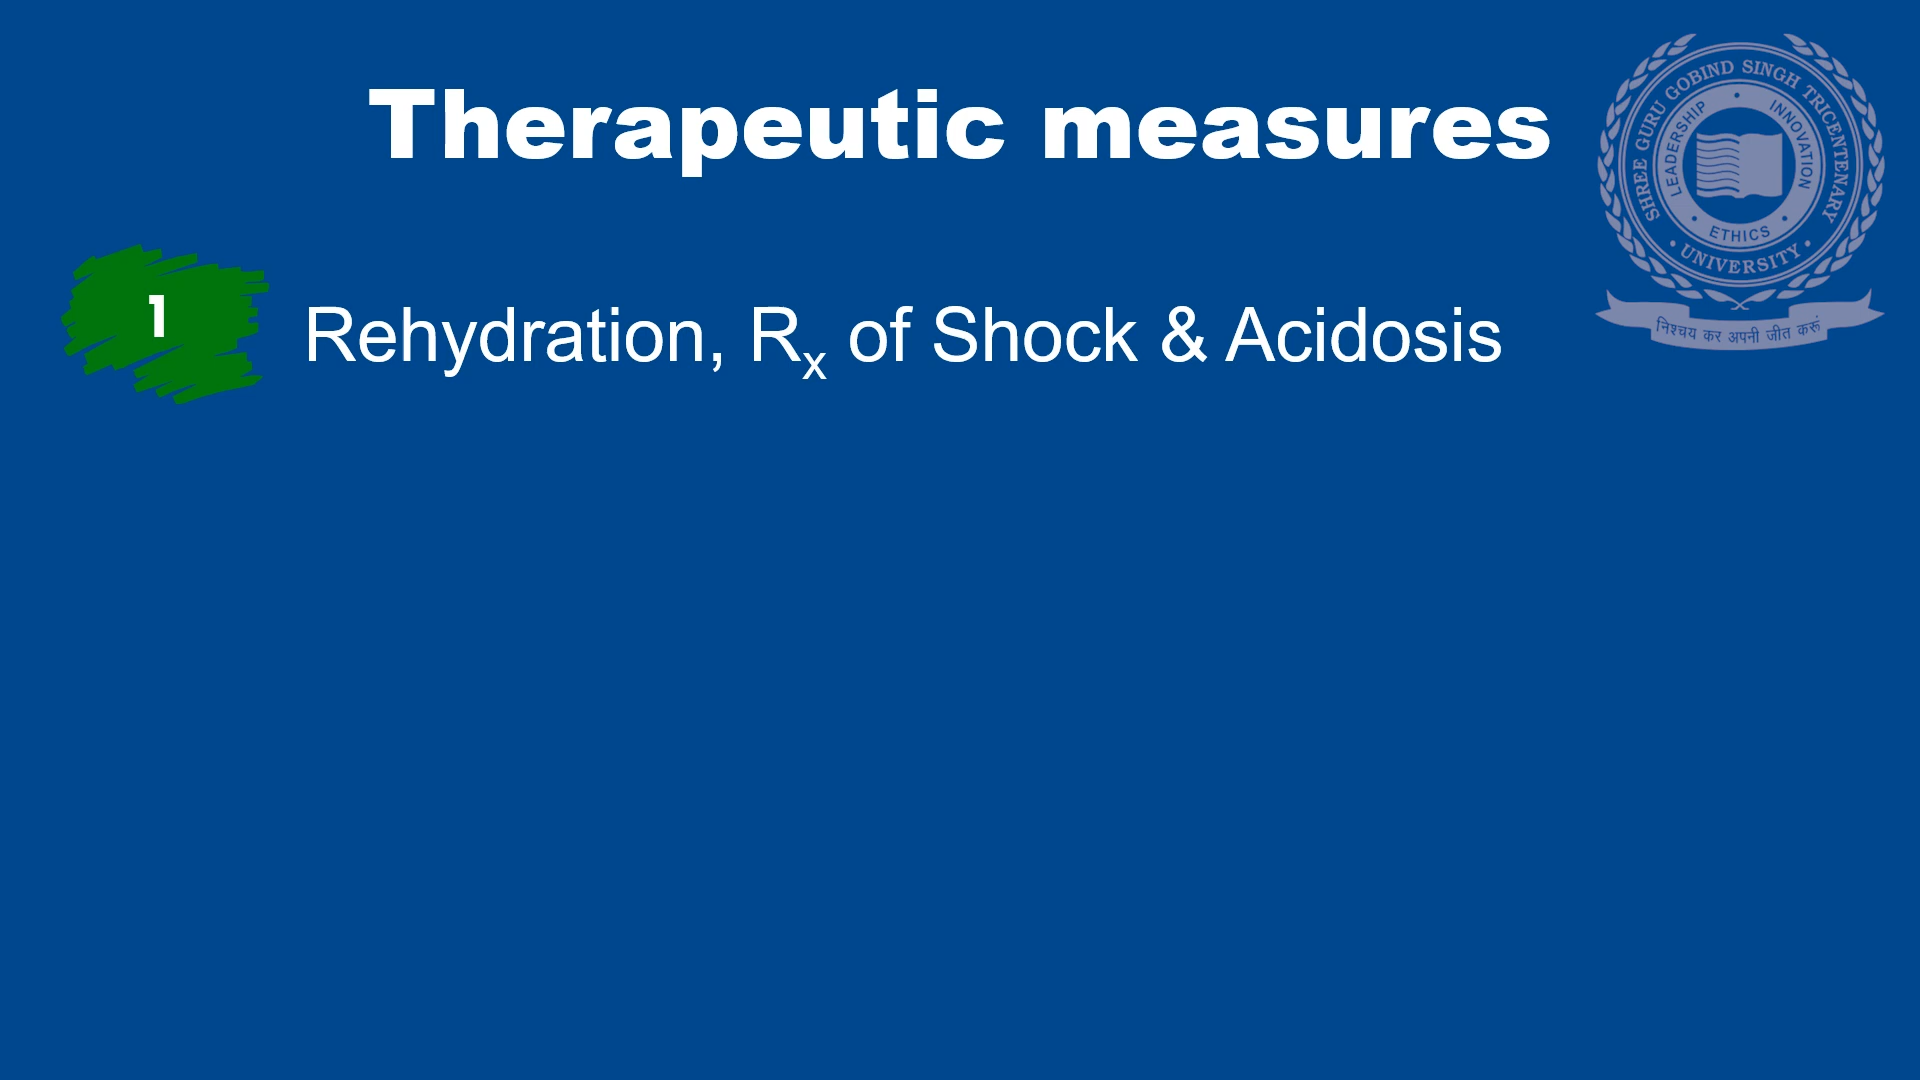 Therapeutic measures
SHREE GURU GOBIND SINGH TRICENTENARY
LEADERSHIP • INNOVATION
• ETHICS •
• UNIVERSITY •
निश्चय कर अपनी जीत करूं
1
Rehydration, Rx of Shock & Acidosis